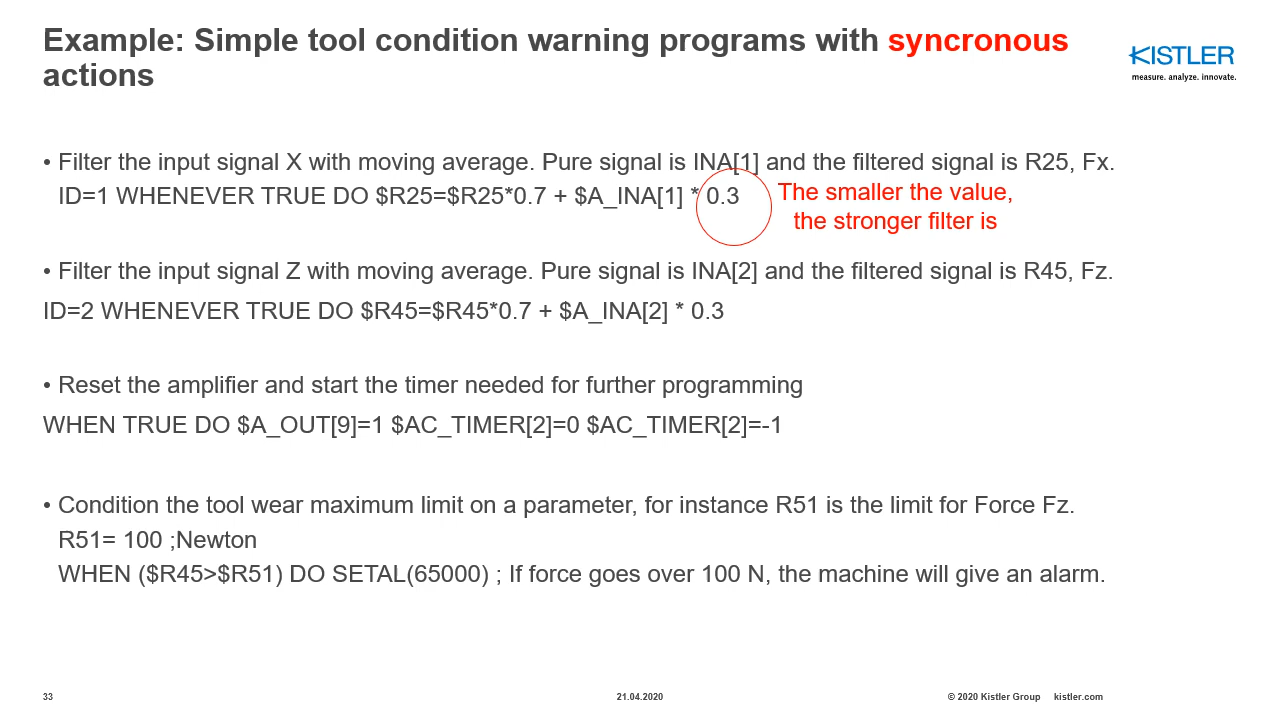 Example: Simple tool condition warning programs with syncronous
actions
KISTLER
measure. analyze. innovate.
• Filter the input signal X with moving average. Pure signal is INA[1] and the filtered signal is R25, Fx.
ID=1 WHENEVER TRUE DO $R25=$R25*0.7 + $A_INA[1] * 0.3
The smaller the value,
the stronger filter is
• Filter the input signal Z with moving average. Pure signal is INA[2] and the filtered signal is R45, Fz.
ID=2 WHENEVER TRUE DO $R45=$R45*0.7 + $A_INA[2] * 0.3
• Reset the amplifier and start the timer needed for further programming
WHEN TRUE DO $A_OUT[9]=1 $AC_TIMER[2]=0 $AC_TIMER[2]=-1
• Condition the tool wear maximum limit on a parameter, for instance R51 is the limit for Force Fz.
R51= 100 ;Newton
WHEN ($R45>$R51) DO SETAL(65000) ; If force goes over 100 N, the machine will give an alarm.
33
21.04.2020
© 2020 Kistler Group kistler.com